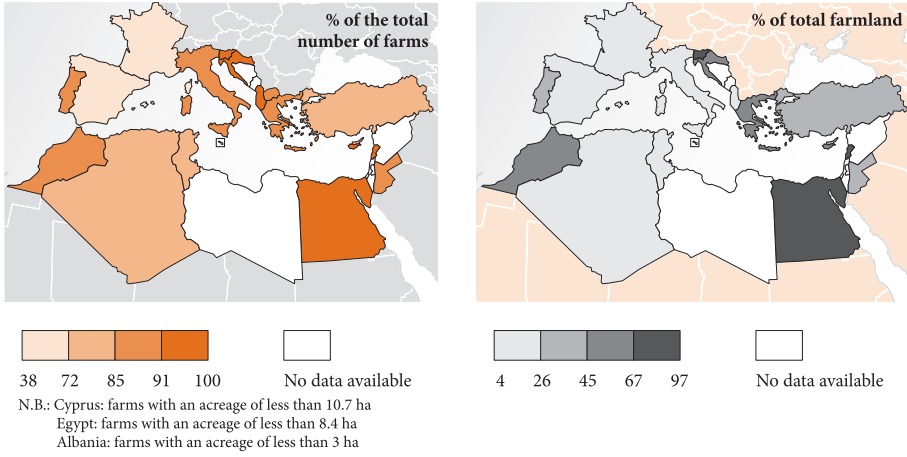 % of the total
number of farms
38 72 85 91 100
No data available
N.B.: Cyprus: farms with an acreage of less than 10.7 ha
Egypt: farms with an acreage of less than 8.4 ha
Albania: farms with an acreage of less than 3 ha
% of total farmland
4 26 45 67 97
No data available